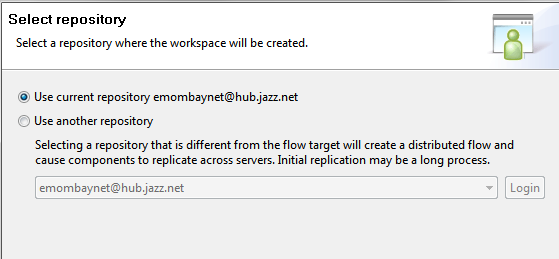 Select repository
Select a repository where the workspace will be created.
Use current repository emombaynet@hub.jazz.net
Use another repository
Selecting a repository that is different from the flow target will create a distributed flow and
cause components to replicate across servers. Initial replication may be a long process.
emombaynet@hub.jazz.net
Login